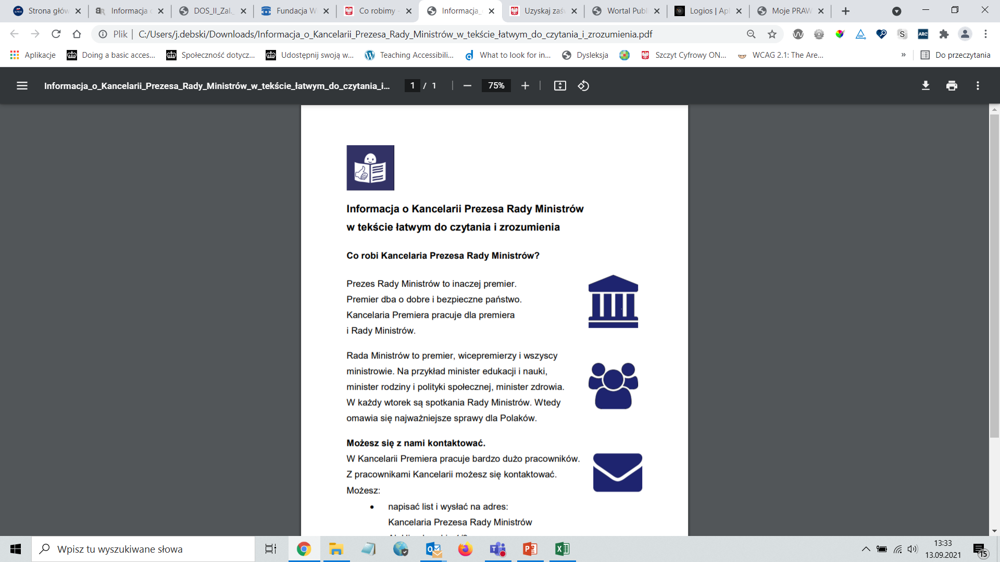 Strona głów
Informacja
DOS_II_Zal.
Fundacja W
Co robimy -
Informacja_
Uzyskaj zaś
Wortal Publ
Logios | Apl
Moje PRAW
Plik
C:/Users/j.debski/Downloads/Informacja_o_Kancelarii_Prezesa_Rady_Ministrów_w_tekście_łatwym_do_czytania_i_zrozumienia.pdf
Aplikacje
Doing a basic acces...
Społeczność dotycz...
Udostępnij swoją w...
Teaching Accessibili...
What to look for in...
Dysleksja
Szczyt Cyfrowy ON...
WCAG 2.1: The Are...
»
Do przeczytania
Informacja_o_Kancelarii_Prezesa_Rady_Ministrów_w_tekście_łatwym_do_czytania_i...
1 / 1
75%
Informacja o Kancelarii Prezesa Rady Ministrów
w tekście łatwym do czytania i zrozumienia
Co robi Kancelaria Prezesa Rady Ministrów?
Prezes Rady Ministrów to inaczej premier.
Premier dba o dobre i bezpieczne państwo.
Kancelaria Premiera pracuje dla premiera
i Rady Ministrów.
Rada Ministrów to premier, wicepremierzy i wszyscy
ministrowie. Na przykład minister edukacji i nauki,
minister rodziny i polityki społecznej, minister zdrowia.
W każdy wtorek są spotkania Rady Ministrów. Wtedy
omawia się najważniejsze sprawy dla Polaków.
Możesz się z nami kontaktować.
W Kancelarii Premiera pracuje bardzo dużo pracowników.
Z pracownikami Kancelarii możesz się kontaktować.
Możesz:
• napisać list i wysłać na adres:
Kancelaria Prezesa Rady Ministrów
Wpisz tu wyszukiwane słowa
13:33
13.09.2021
15